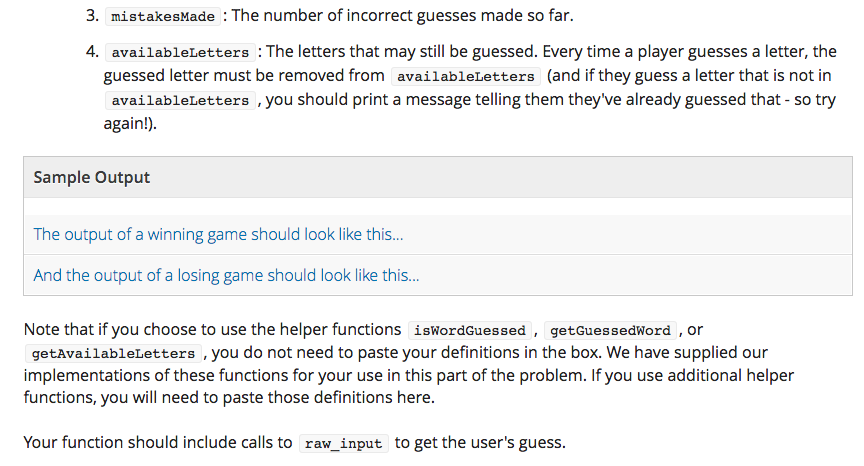 3. mistakesMade : The number of incorrect guesses made so far.
4. availableLetters : The letters that may still be guessed. Every time a player guesses a letter, the
guessed letter must be removed from availableLetters (and if they guess a letter that is not in
availableLetters , you should print a message telling them they've already guessed that - so try
again!).
Sample Output
The output of a winning game should look like this...
And the output of a losing game should look like this...
Note that if you choose to use the helper functions isWordGuessed , getGuessedWord , or
getAvailableLetters , you do not need to paste your definitions in the box. We have supplied our
implementations of these functions for your use in this part of the problem. If you use additional helper
functions, you will need to paste those definitions here.
Your function should include calls to raw_input to get the user's guess.